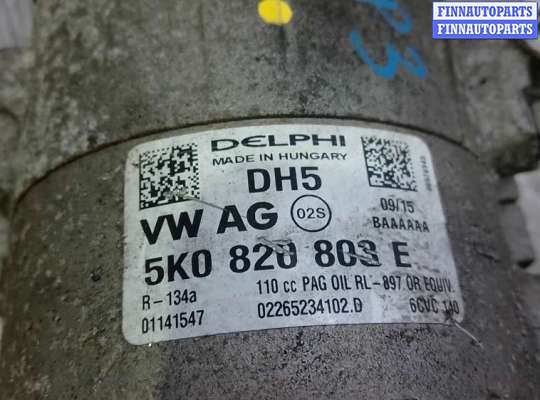 FINNAUTOPARTS
FINNAUTOPARTS
DELPHI
MADE IN HUNGARY
DH5
VW AG 02S
09/15
BAAAAAA
5K0 820 803 E
R-134a
110 cc PAG OIL RL-897 OR EQUIV.
01141547
02265234102.D
6CVC 140